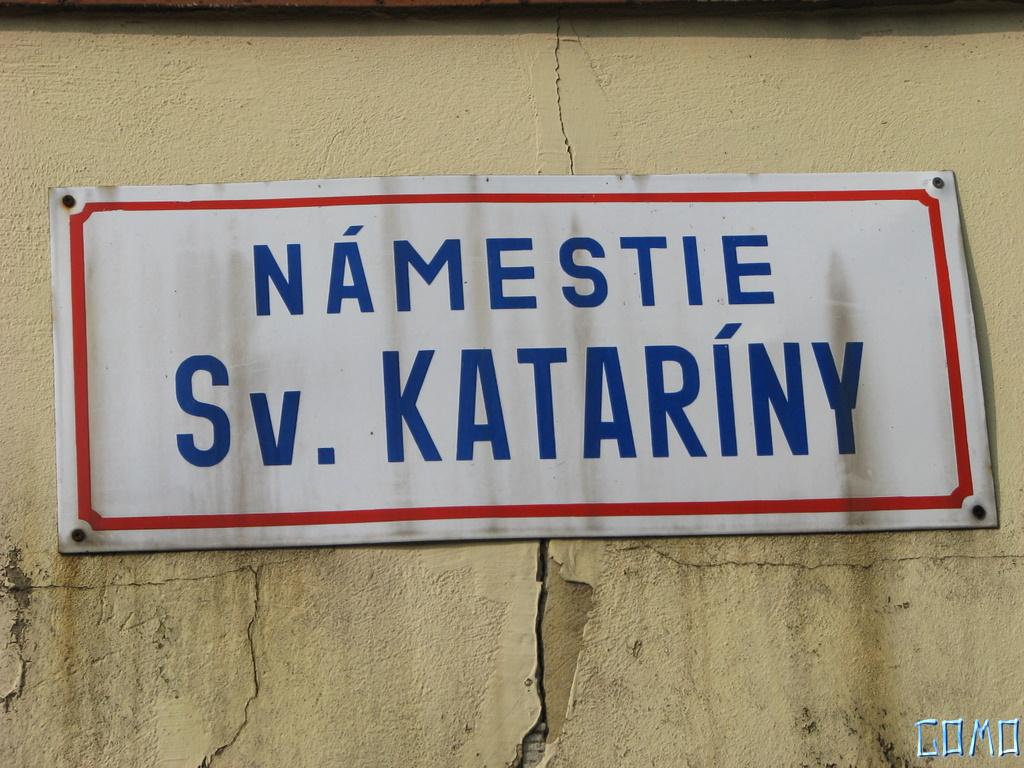 NÁMESTIE
Sv. KATARÍNY
GOMO